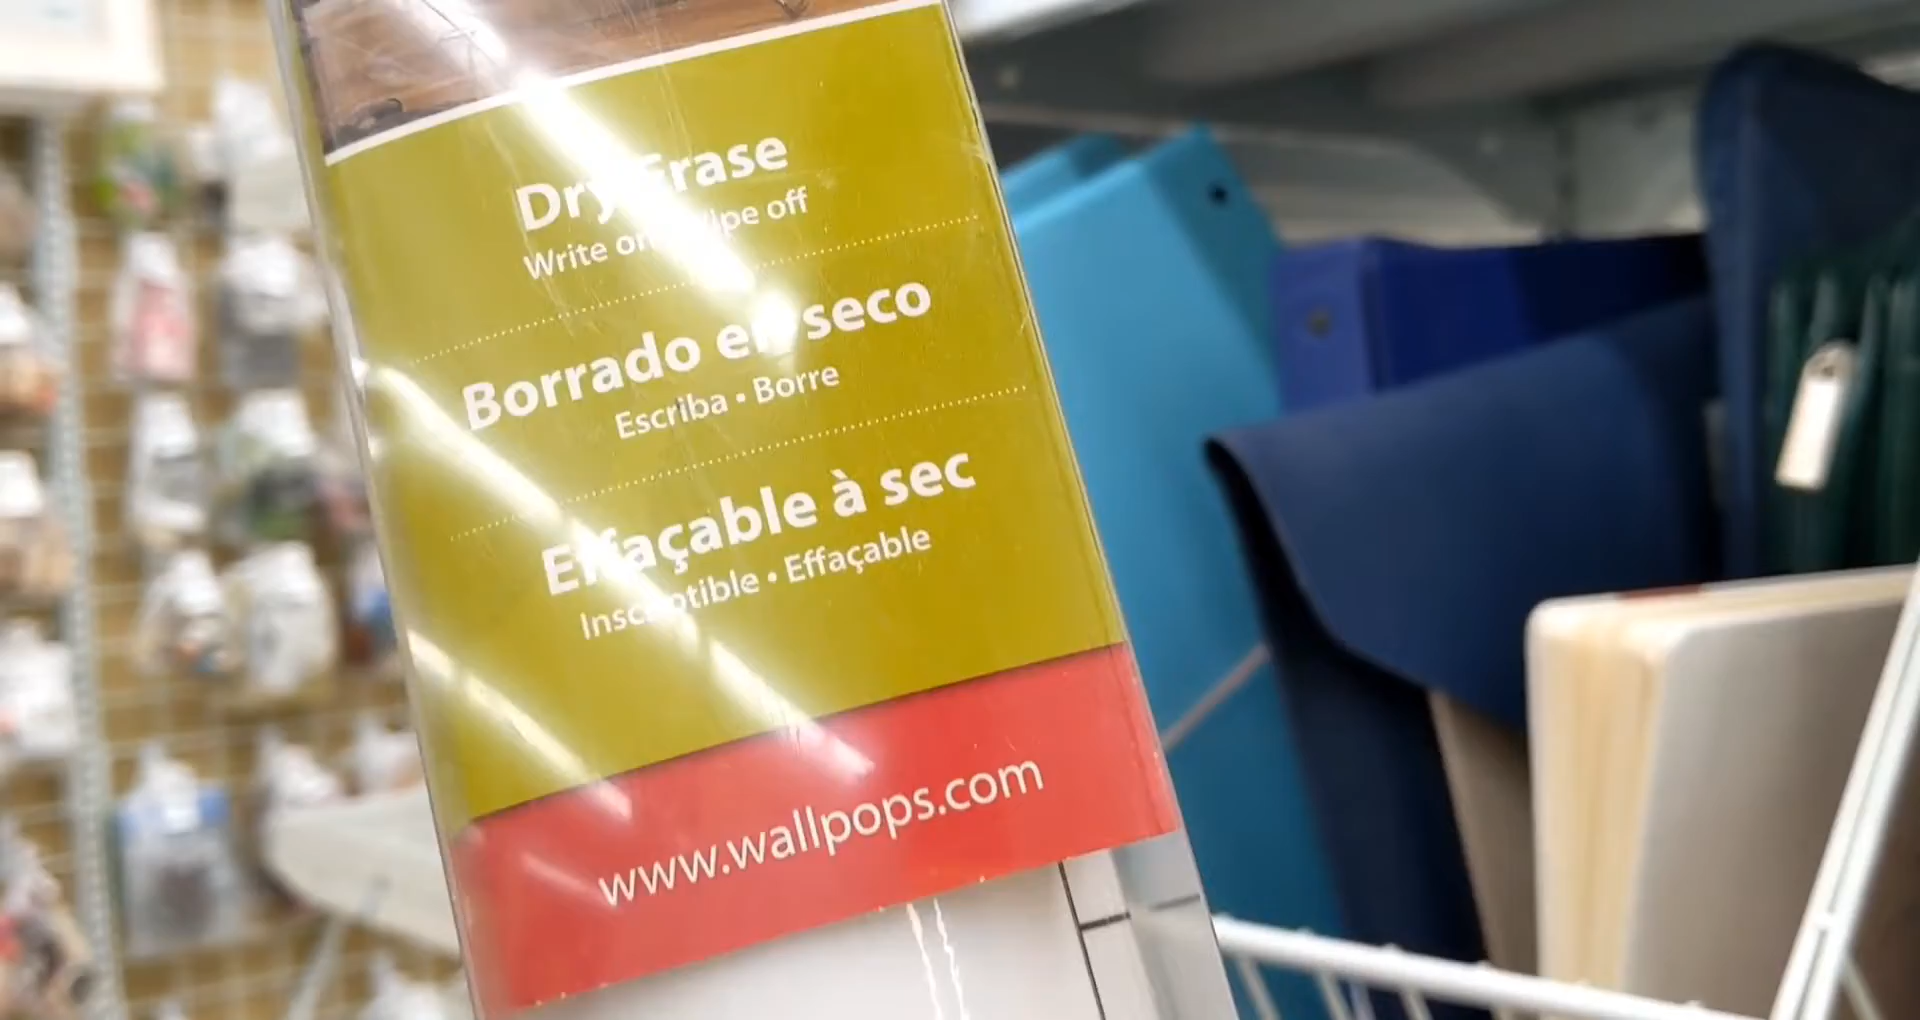 Dry Erase
Write on • Wipe off
Borrado en seco
Escriba • Borre
Effaçable à sec
Inscriptible • Effaçable
www.wallpops.com